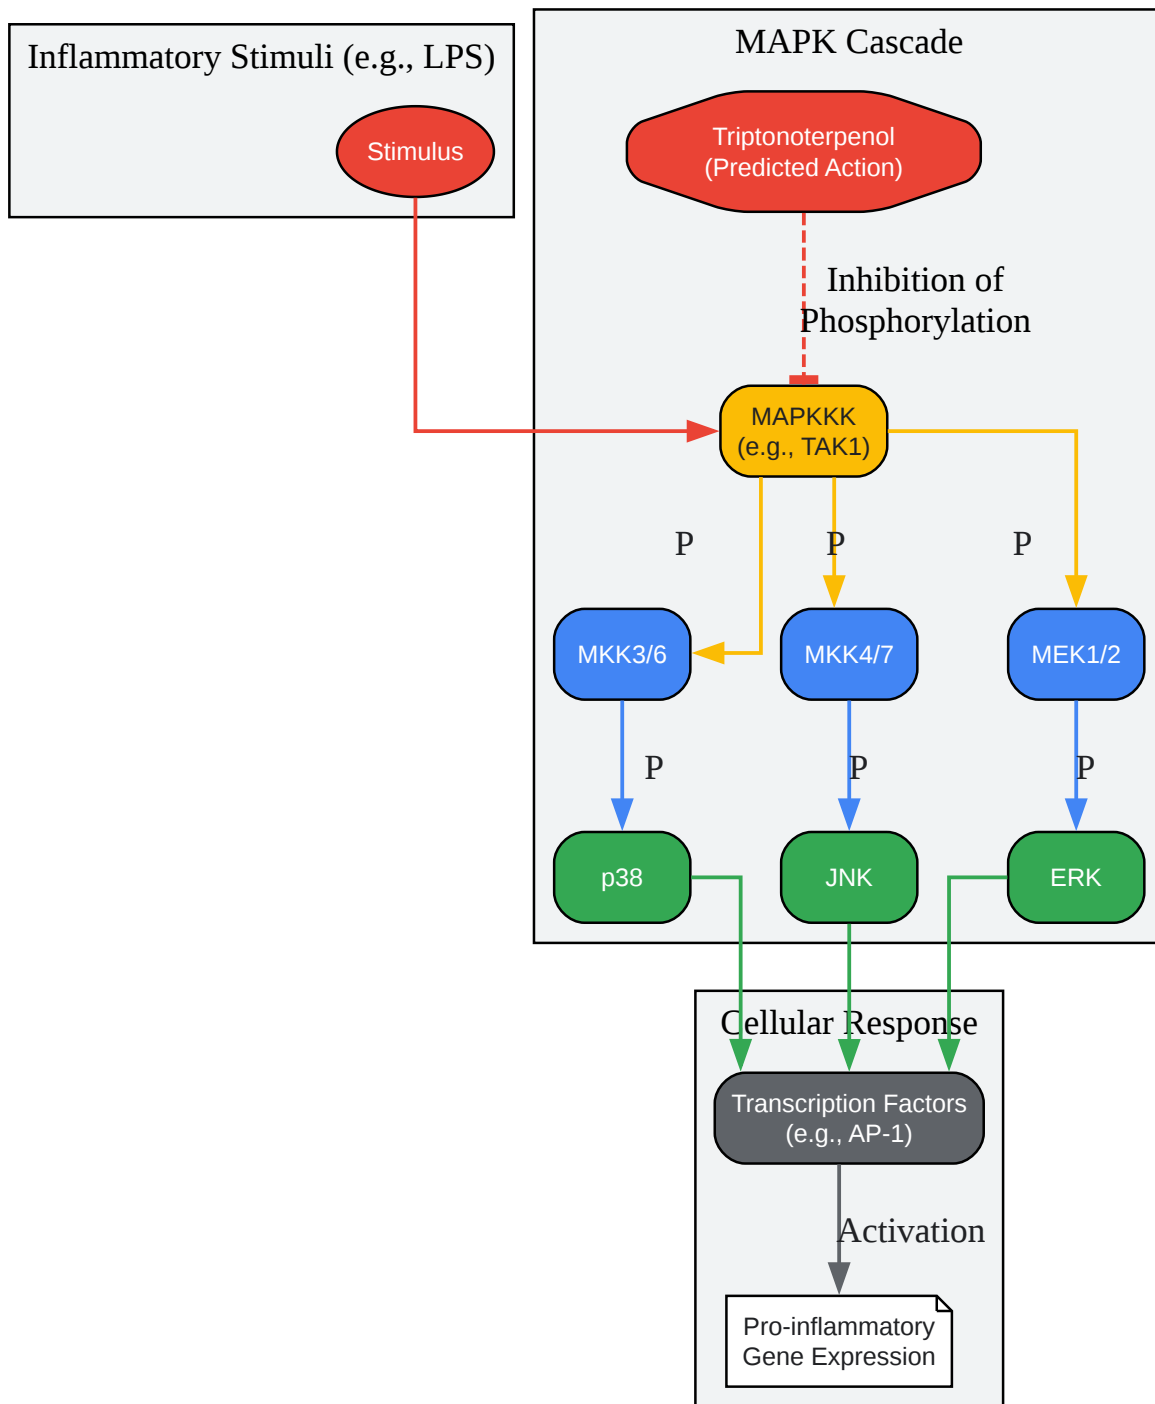 Inflammatory Stimuli (e.g., LPS)
Stimulus
MAPK Cascade
Triptonoterpenol
(Predicted Action)
Inhibition of
Phosphorylation
MAPKKK
(e.g., TAK1)
P
P
P
MKK3/6
MKK4/7
MEK1/2
P
P
P
p38
JNK
ERK
Cellular Response
Transcription Factors
(e.g., AP-1)
Activation
Pro-inflammatory
Gene Expression